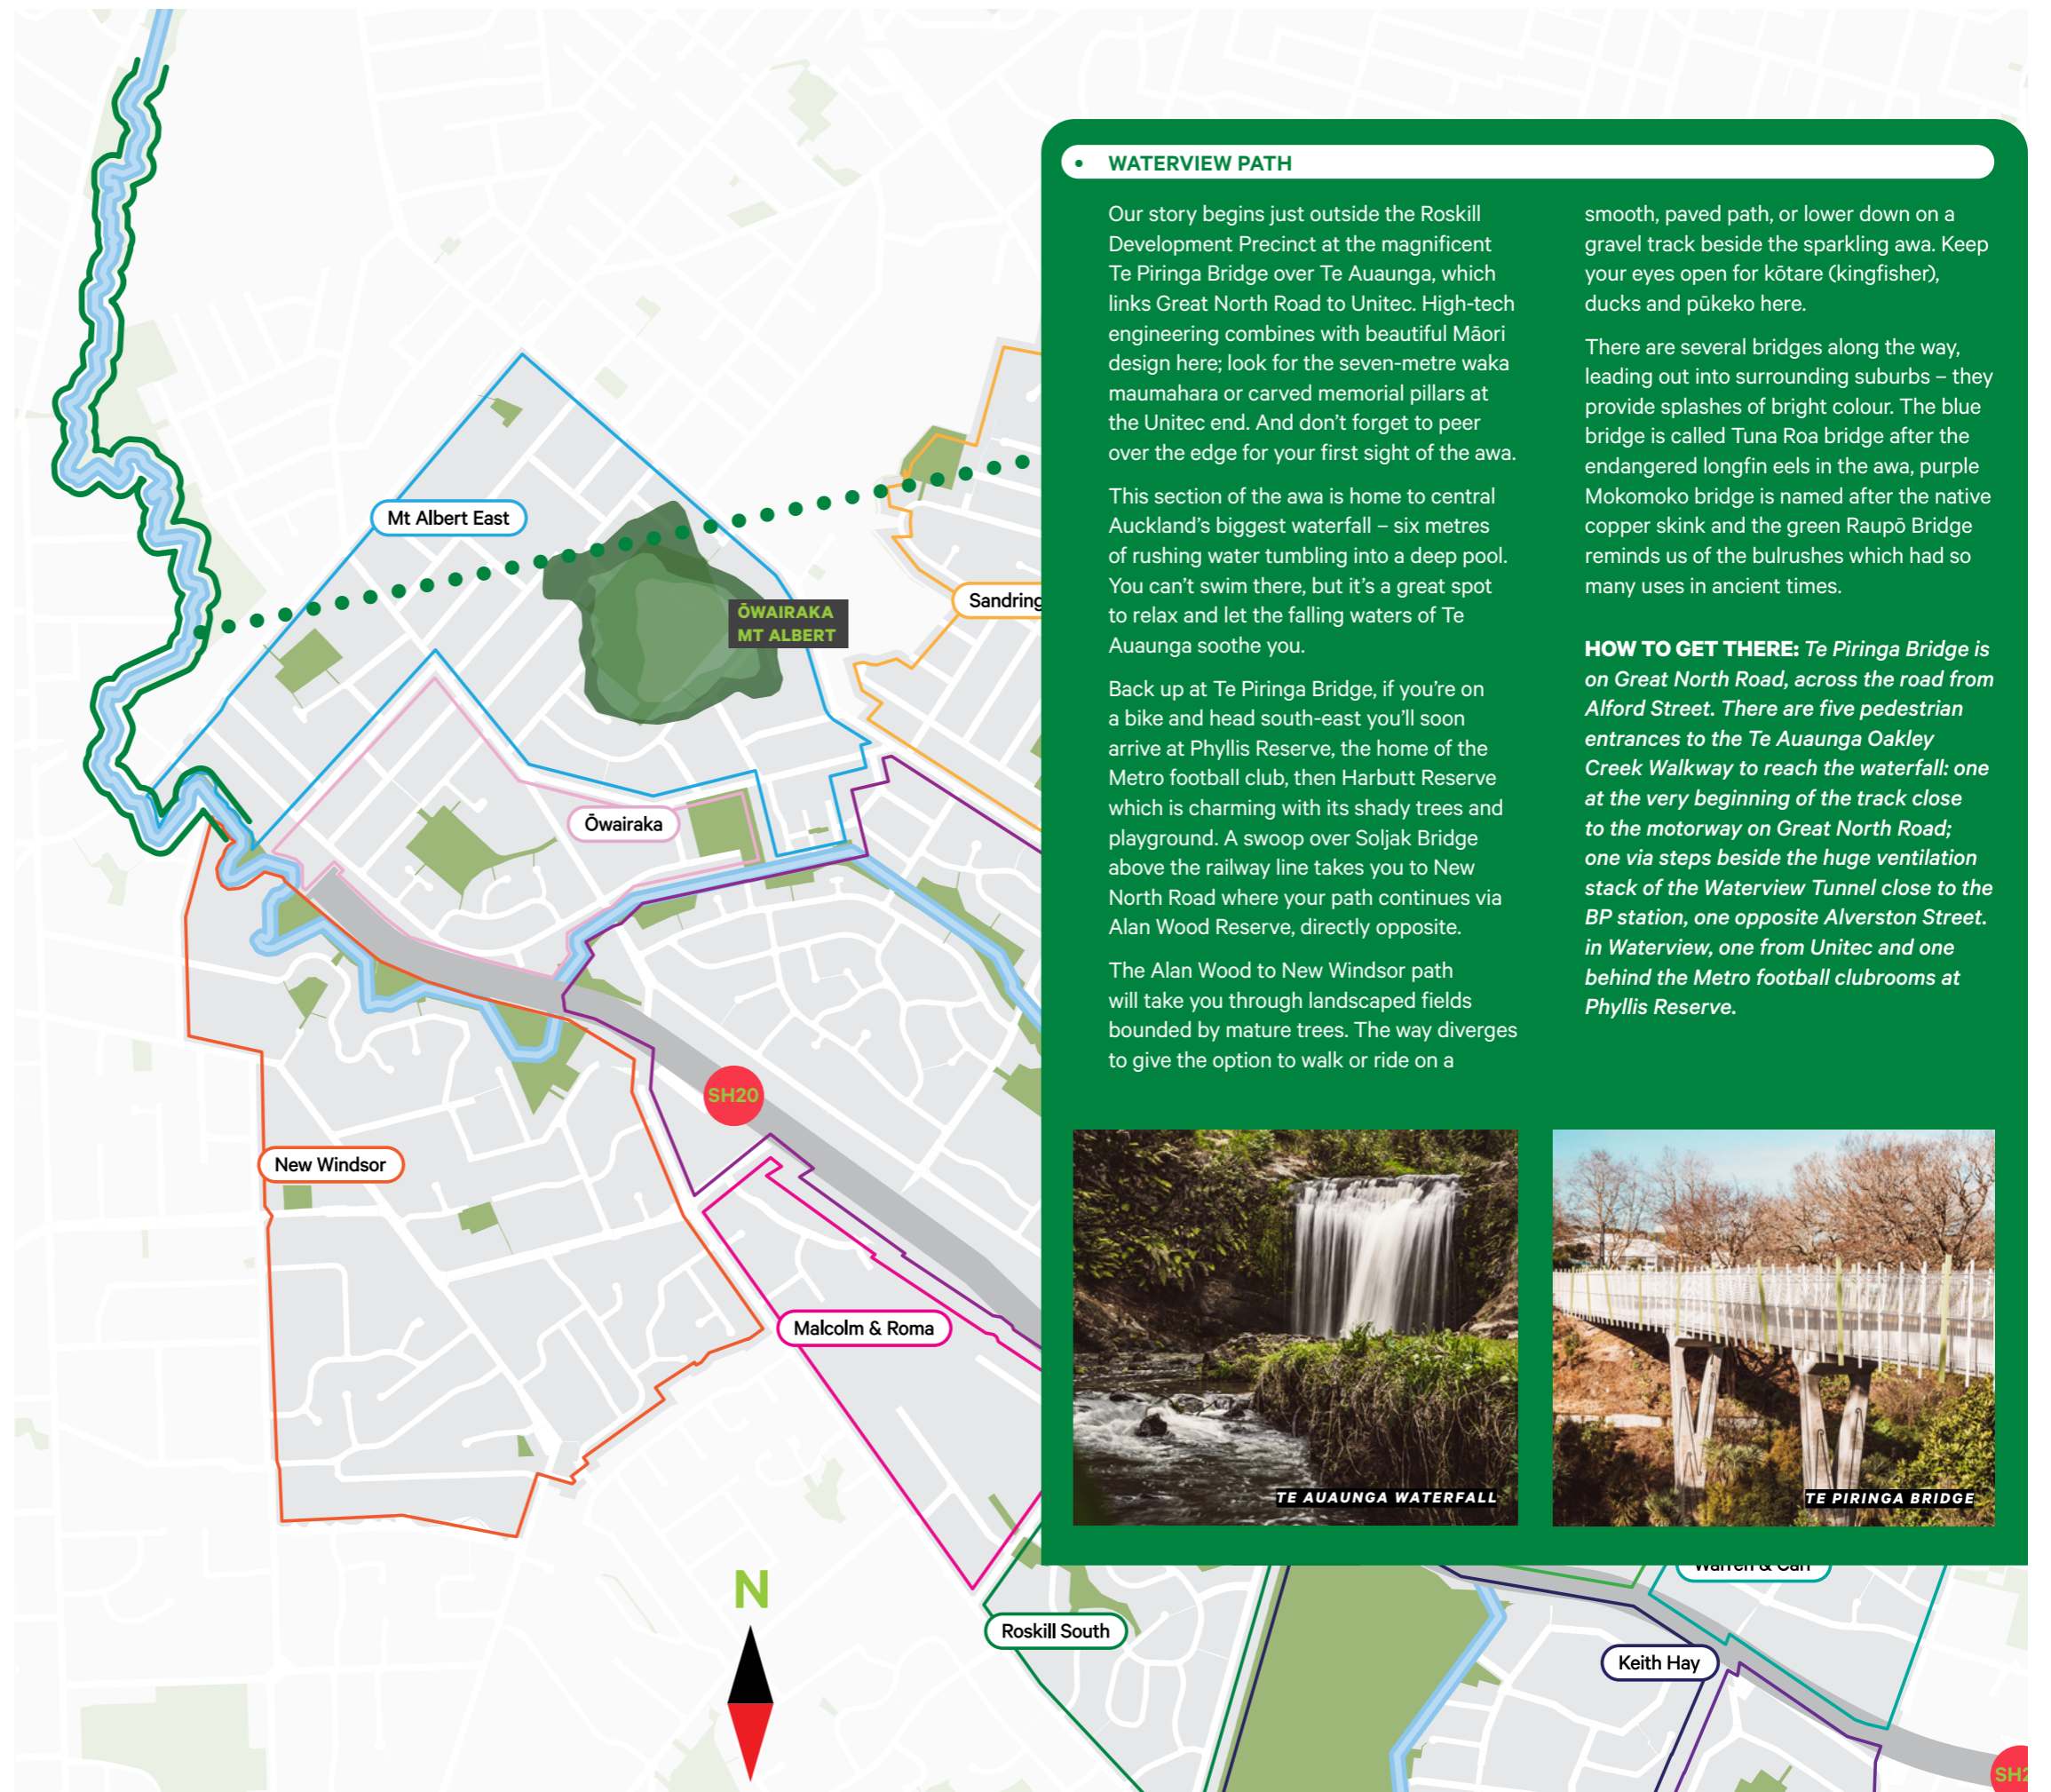 WATERVIEW PATH
Our story begins just outside the Roskill
Development Precinct at the magnificent
Te Piringa Bridge over Te Auaunga, which
links Great North Road to Unitec. High-tech
engineering combines with beautiful Māori
design here; look for the seven-metre waka
maumahara or carved memorial pillars at
the Unitec end. And don't forget to peer
over the edge for your first sight of the awa.
This section of the awa is home to central
Auckland's biggest waterfall – six metres
of rushing water tumbling into a deep pool.
You can't swim there, but it's a great spot
to relax and let the falling waters of Te
Auaunga soothe you.
Back up at Te Piringa Bridge, if you're on
a bike and head south-east you'll soon
arrive at Phyllis Reserve, the home of the
Metro football club, then Harbutt Reserve
which is charming with its shady trees and
playground. A swoop over Soljak Bridge
above the railway line takes you to New
North Road where your path continues via
Alan Wood Reserve, directly opposite.
The Alan Wood to New Windsor path
will take you through landscaped fields
bounded by mature trees. The way diverges
to give the option to walk or ride on a
smooth, paved path, or lower down on a
gravel track beside the sparkling awa. Keep
your eyes open for kōtare (kingfisher),
ducks and pūkeko here.
There are several bridges along the way,
leading out into surrounding suburbs – they
provide splashes of bright colour. The blue
bridge is called Tuna Roa bridge after the
endangered longfin eels in the awa, purple
Mokomoko bridge is named after the native
copper skink and the green Raupō Bridge
reminds us of the bulrushes which had so
many uses in ancient times.
HOW TO GET THERE: Te Piringa Bridge is
on Great North Road, across the road from
Alford Street. There are five pedestrian
entrances to the Te Auaunga Oakley
Creek Walkway to reach the waterfall: one
at the very beginning of the track close
to the motorway on Great North Road;
one via steps beside the huge ventilation
stack of the Waterview Tunnel close to the
BP station, one opposite Alverston Street.
in Waterview, one from Unitec and one
behind the Metro football clubrooms at
Phyllis Reserve.
TE AUAUNGA WATERFALL
TE PIRINGA BRIDGE
Mt Albert East
ŌWAIRAKA
MT ALBERT
Sandring
Ōwairaka
SH20
New Windsor
Malcolm & Roma
N
Roskill South
Warren & Carr
Keith Hay
SH2